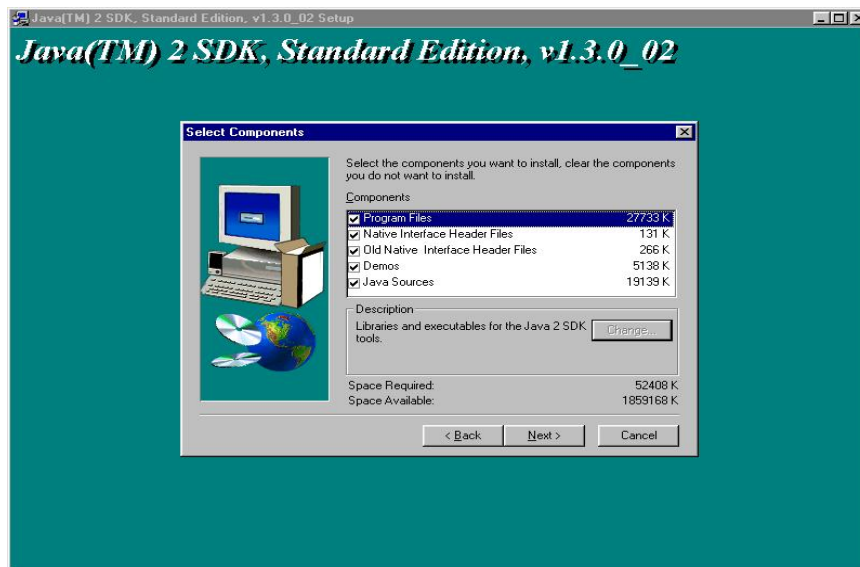 Java(TM) 2 SDK, Standard Edition, v1.3.0_02 Setup
Java(TM) 2 SDK, Standard Edition, v1.3.0_02
Select Components
Select the components you want to install, clear the components
you do not want to install.
Components
Program Files 27733 K
Native Interface Header Files 131 K
Old Native Interface Header Files 266 K
Demos 5138 K
Java Sources 19139 K
Description
Libraries and executables for the Java 2 SDK
tools.
Change...
Space Required: 52408 K
Space Available: 1859168 K
< Back Next > Cancel